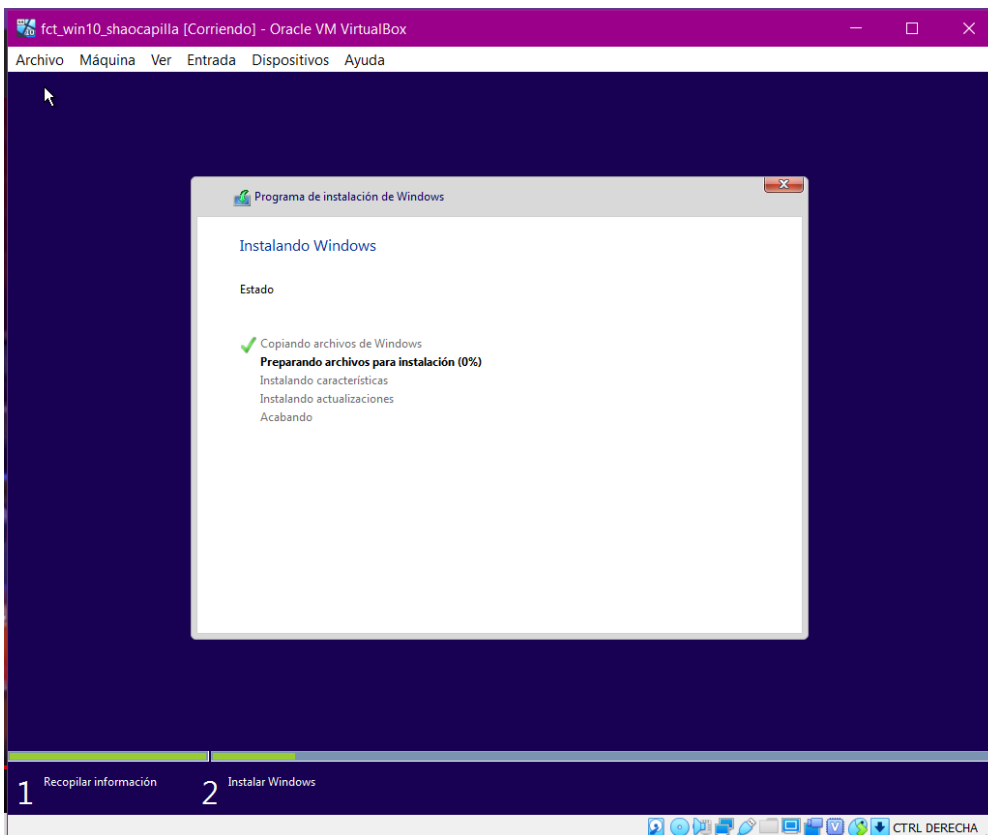 fct_win10_shaocapilla [Corriendo] - Oracle VM VirtualBox
Archivo Máquina Ver Entrada Dispositivos Ayuda
Programa de instalación de Windows
Instalando Windows
Estado
Copiando archivos de Windows
Preparando archivos para instalación (0%)
Instalando características
Instalando actualizaciones
Acabando
1 Recopilar información 2 Instalar Windows
CTRL DERECHA